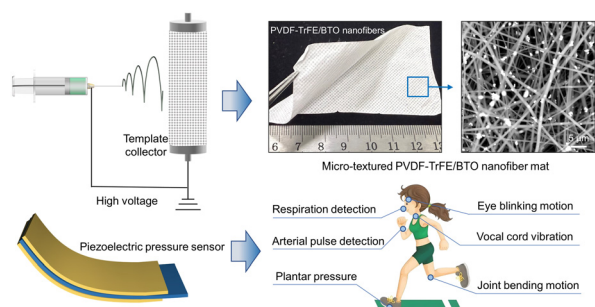 PVDF-TrFE/BTO nanofibers
Template
collector
6 7 8 9 10 11 12 13
5 μm
Micro-textured PVDF-TrFE/BTO nanofiber mat
High voltage
Respiration detection
Eye blinking motion
Piezoelectric pressure sensor
Arterial pulse detection
Vocal cord vibration
Plantar pressure
Joint bending motion